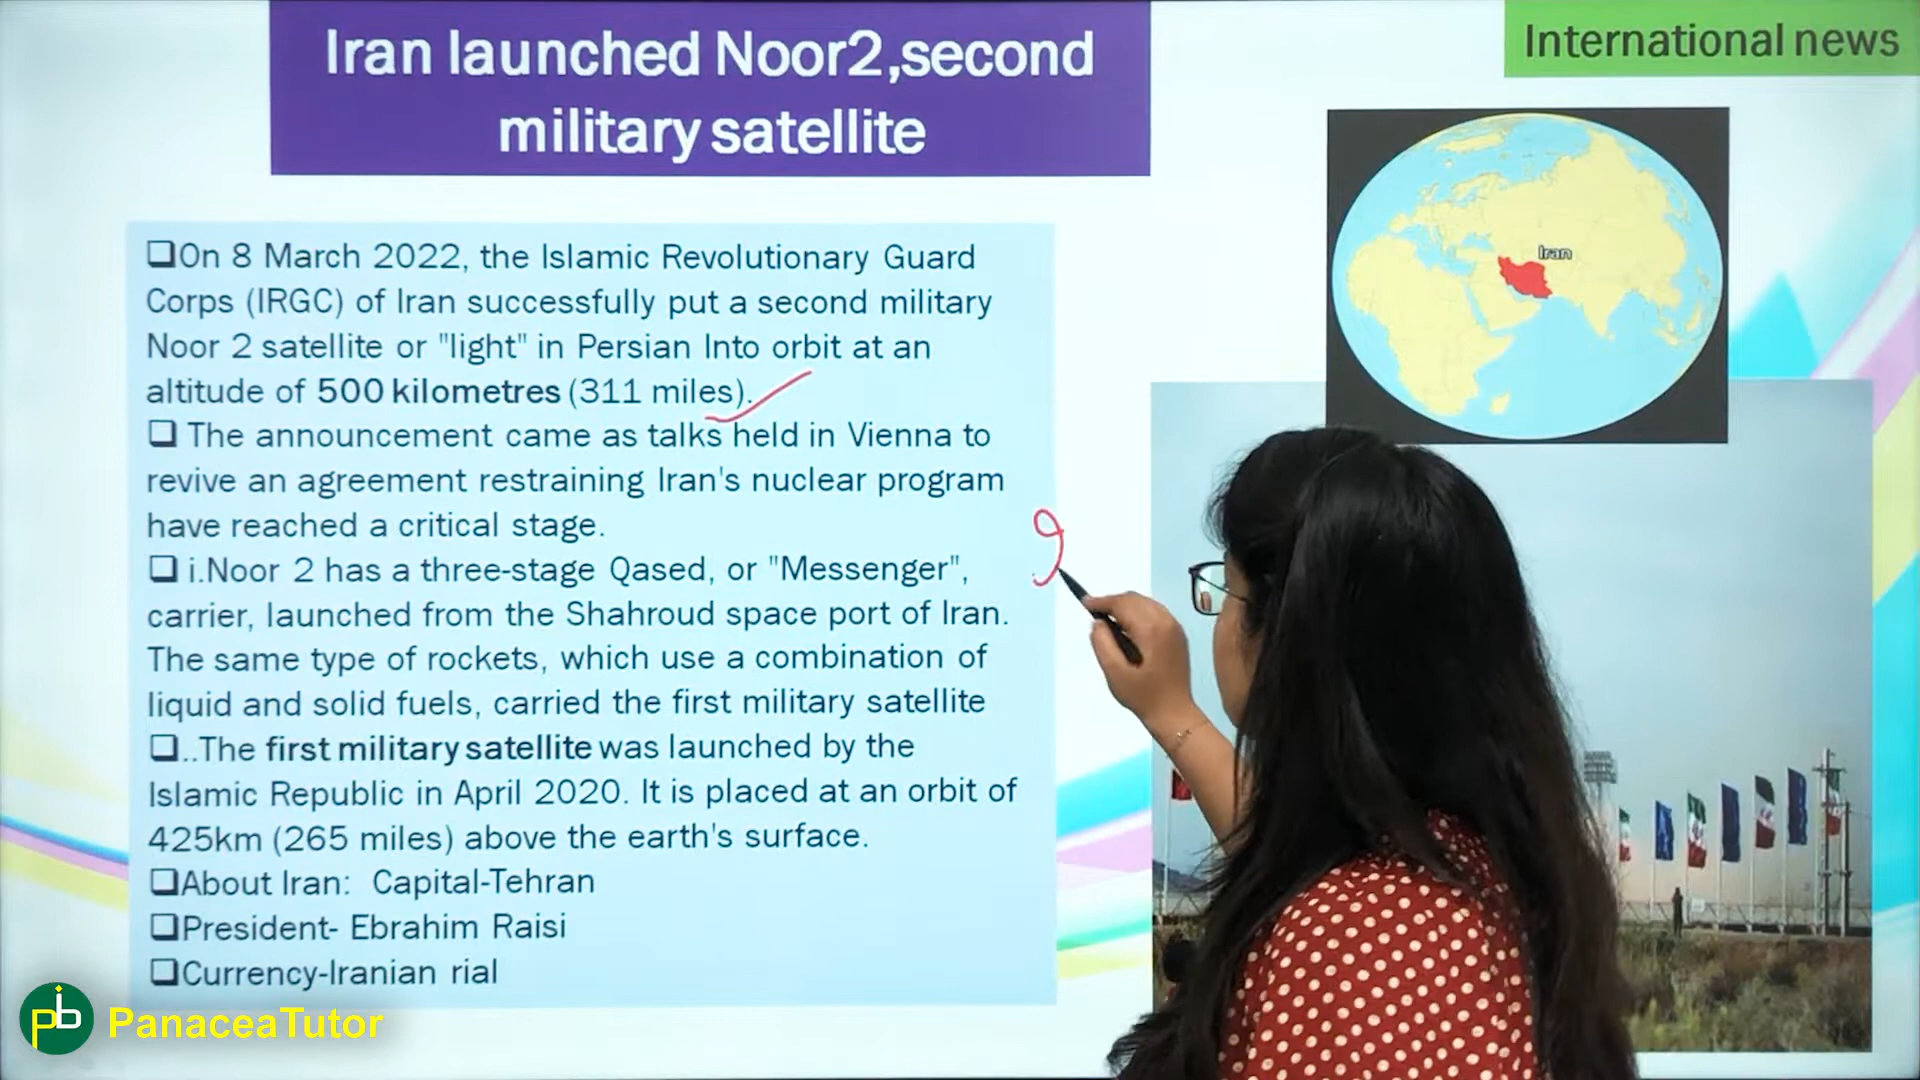 Iran launched Noor2,second
military satellite
International news
Iran
❑On 8 March 2022, the Islamic Revolutionary Guard
Corps (IRGC) of Iran successfully put a second military
Noor 2 satellite or "light" in Persian Into orbit at an
altitude of 500 kilometres (311 miles).
❑ The announcement came as talks held in Vienna to
revive an agreement restraining Iran's nuclear program
have reached a critical stage.
❑ i.Noor 2 has a three-stage Qased, or "Messenger",
carrier, launched from the Shahroud space port of Iran.
The same type of rockets, which use a combination of
liquid and solid fuels, carried the first military satellite
❑..The first military satellite was launched by the
Islamic Republic in April 2020. It is placed at an orbit of
425km (265 miles) above the earth's surface.
❑About Iran: Capital-Tehran
❑President- Ebrahim Raisi
❑Currency-Iranian rial
PanaceaTutor